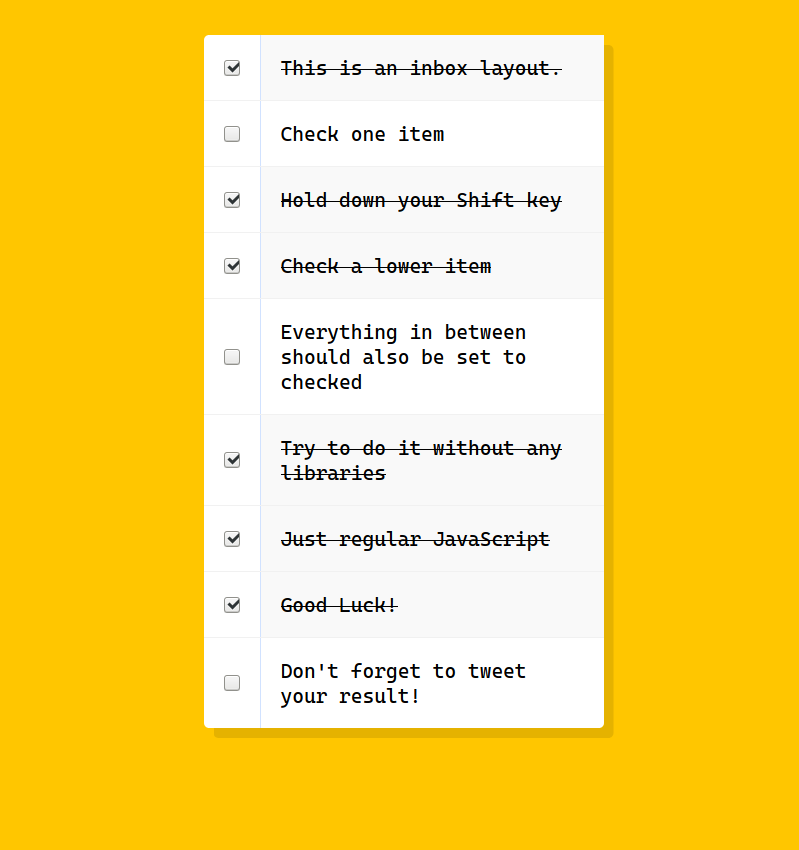 This is an inbox layout.
Check one item
Hold down your Shift key
Check a lower item
Everything in between
should also be set to
checked
Try to do it without any
libraries
Just regular JavaScript
Good Luck!
Don't forget to tweet
your result!